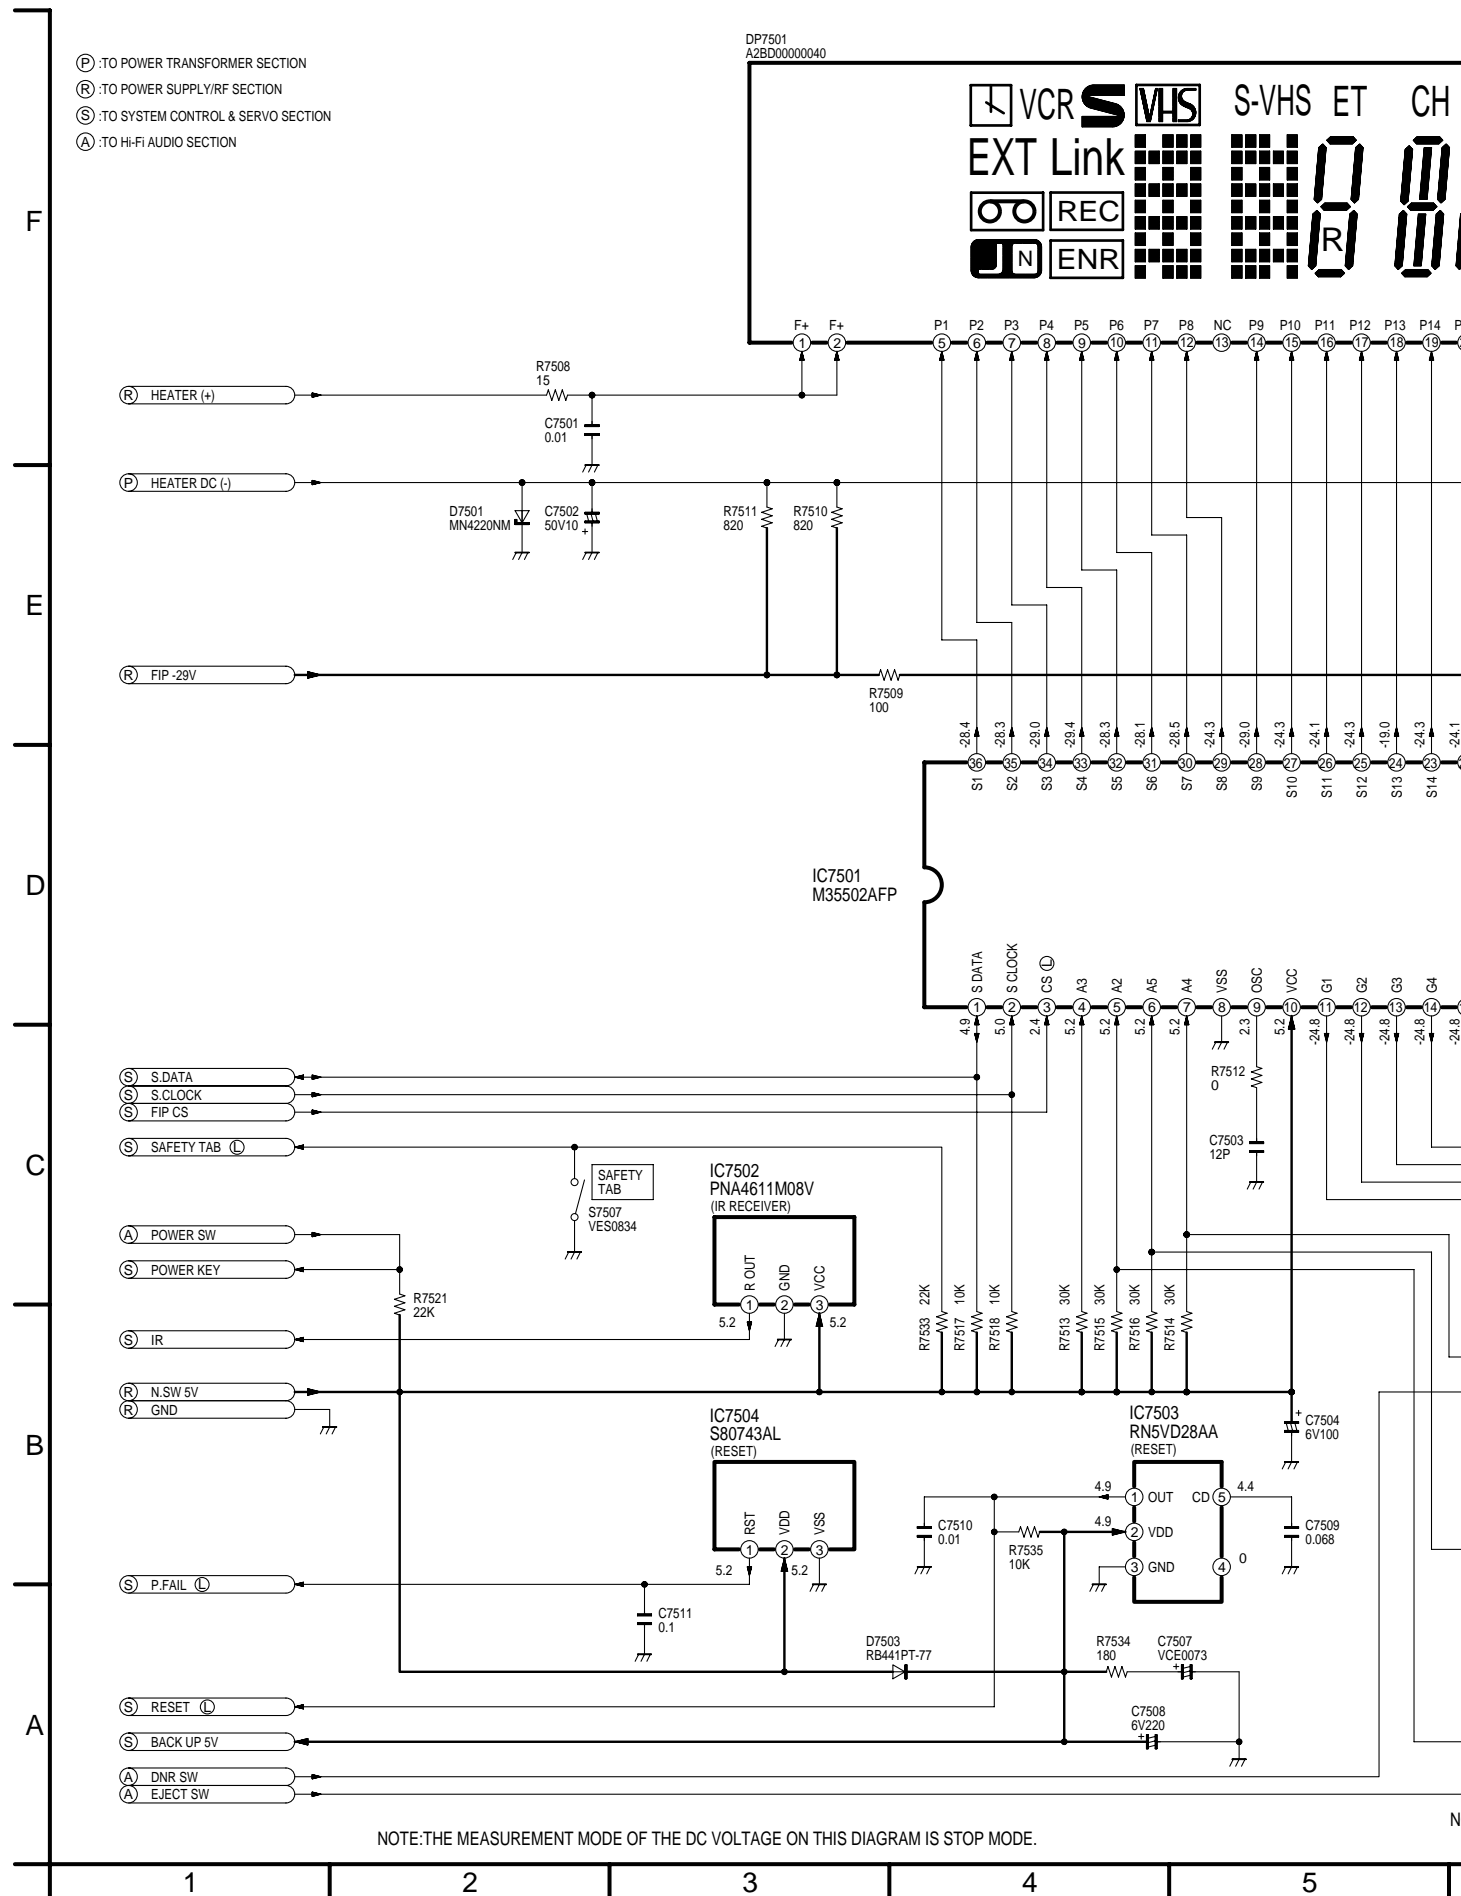 DP7501
A2BD00000040
Ⓟ :TO POWER TRANSFORMER SECTION
Ⓡ :TO POWER SUPPLY/RF SECTION
Ⓢ :TO SYSTEM CONTROL & SERVO SECTION
Ⓐ :TO Hi-Fi AUDIO SECTION
VCR S VHS S-VHS ET CH
EXT Link
REC
R
J N ENR
F
F+ F+ P1 P2 P3 P4 P5 P6 P7 P8 NC P9 P10 P11 P12 P13 P14 P
1 2 5 6 7 8 9 10 11 12 13 14 15 16 17 18 19
R7508
15
Ⓡ HEATER (+)
C7501
0.01
Ⓟ HEATER DC (-)
D7501
MN4220NM
C7502
50V10
+
R7511
820
R7510
820
E
Ⓡ FIP -29V
R7509
100
-28.4 -28.3 -29.0 -29.4 -28.3 -28.1 -28.5 -24.3 -29.0 -24.3 -24.1 -24.3 -19.0 -24.3 -24.1
36 35 34 33 32 31 30 29 28 27 26 25 24 23
S1 S2 S3 S4 S5 S6 S7 S8 S9 S10 S11 S12 S13 S14
IC7501
M35502AFP
D
S DATA S CLOCK CS Ⓛ A3 A2 A5 A4 VSS OSC VCC G1 G2 G3 G4
1 2 3 4 5 6 7 8 9 10 11 12 13 14
4.9 5.0 2.4 5.2 5.2 5.2 5.2 2.3 5.2 -24.8 -24.8 -24.8 -24.8 -24.8
Ⓢ S.DATA
Ⓢ S.CLOCK
Ⓢ FIP CS
R7512
0
Ⓢ SAFETY TAB Ⓛ
C7503
12P
C
SAFETY
TAB
S7507
VES0834
IC7502
PNA4611M08V
(IR RECEIVER)
Ⓐ POWER SW
Ⓢ POWER KEY
R OUT GND VCC
1 2 3
5.2 5.2
R7521
22K
R7533 22K
R7517 10K
R7518 10K
R7513 30K
R7515 30K
R7516 30K
R7514 30K
Ⓢ IR
Ⓡ N.SW 5V
Ⓡ GND
B
IC7504
S80743AL
(RESET)
IC7503
RN5VD28AA
(RESET)
+
C7504
6V100
4.9 1 OUT CD 5 4.4
4.9 2 VDD
3 GND 4 0
C7510
0.01
R7535
10K
C7509
0.068
RST VDD VSS
1 2 3
5.2 5.2
Ⓢ P.FAIL Ⓛ
C7511
0.1
D7503
RB441PT-77
R7534
180
C7507
VCE0073
+
Ⓢ RESET Ⓛ
C7508
6V220
+
A
Ⓢ BACK UP 5V
Ⓐ DNR SW
Ⓐ EJECT SW
N
NOTE:THE MEASUREMENT MODE OF THE DC VOLTAGE ON THIS DIAGRAM IS STOP MODE.
1 2 3 4 5